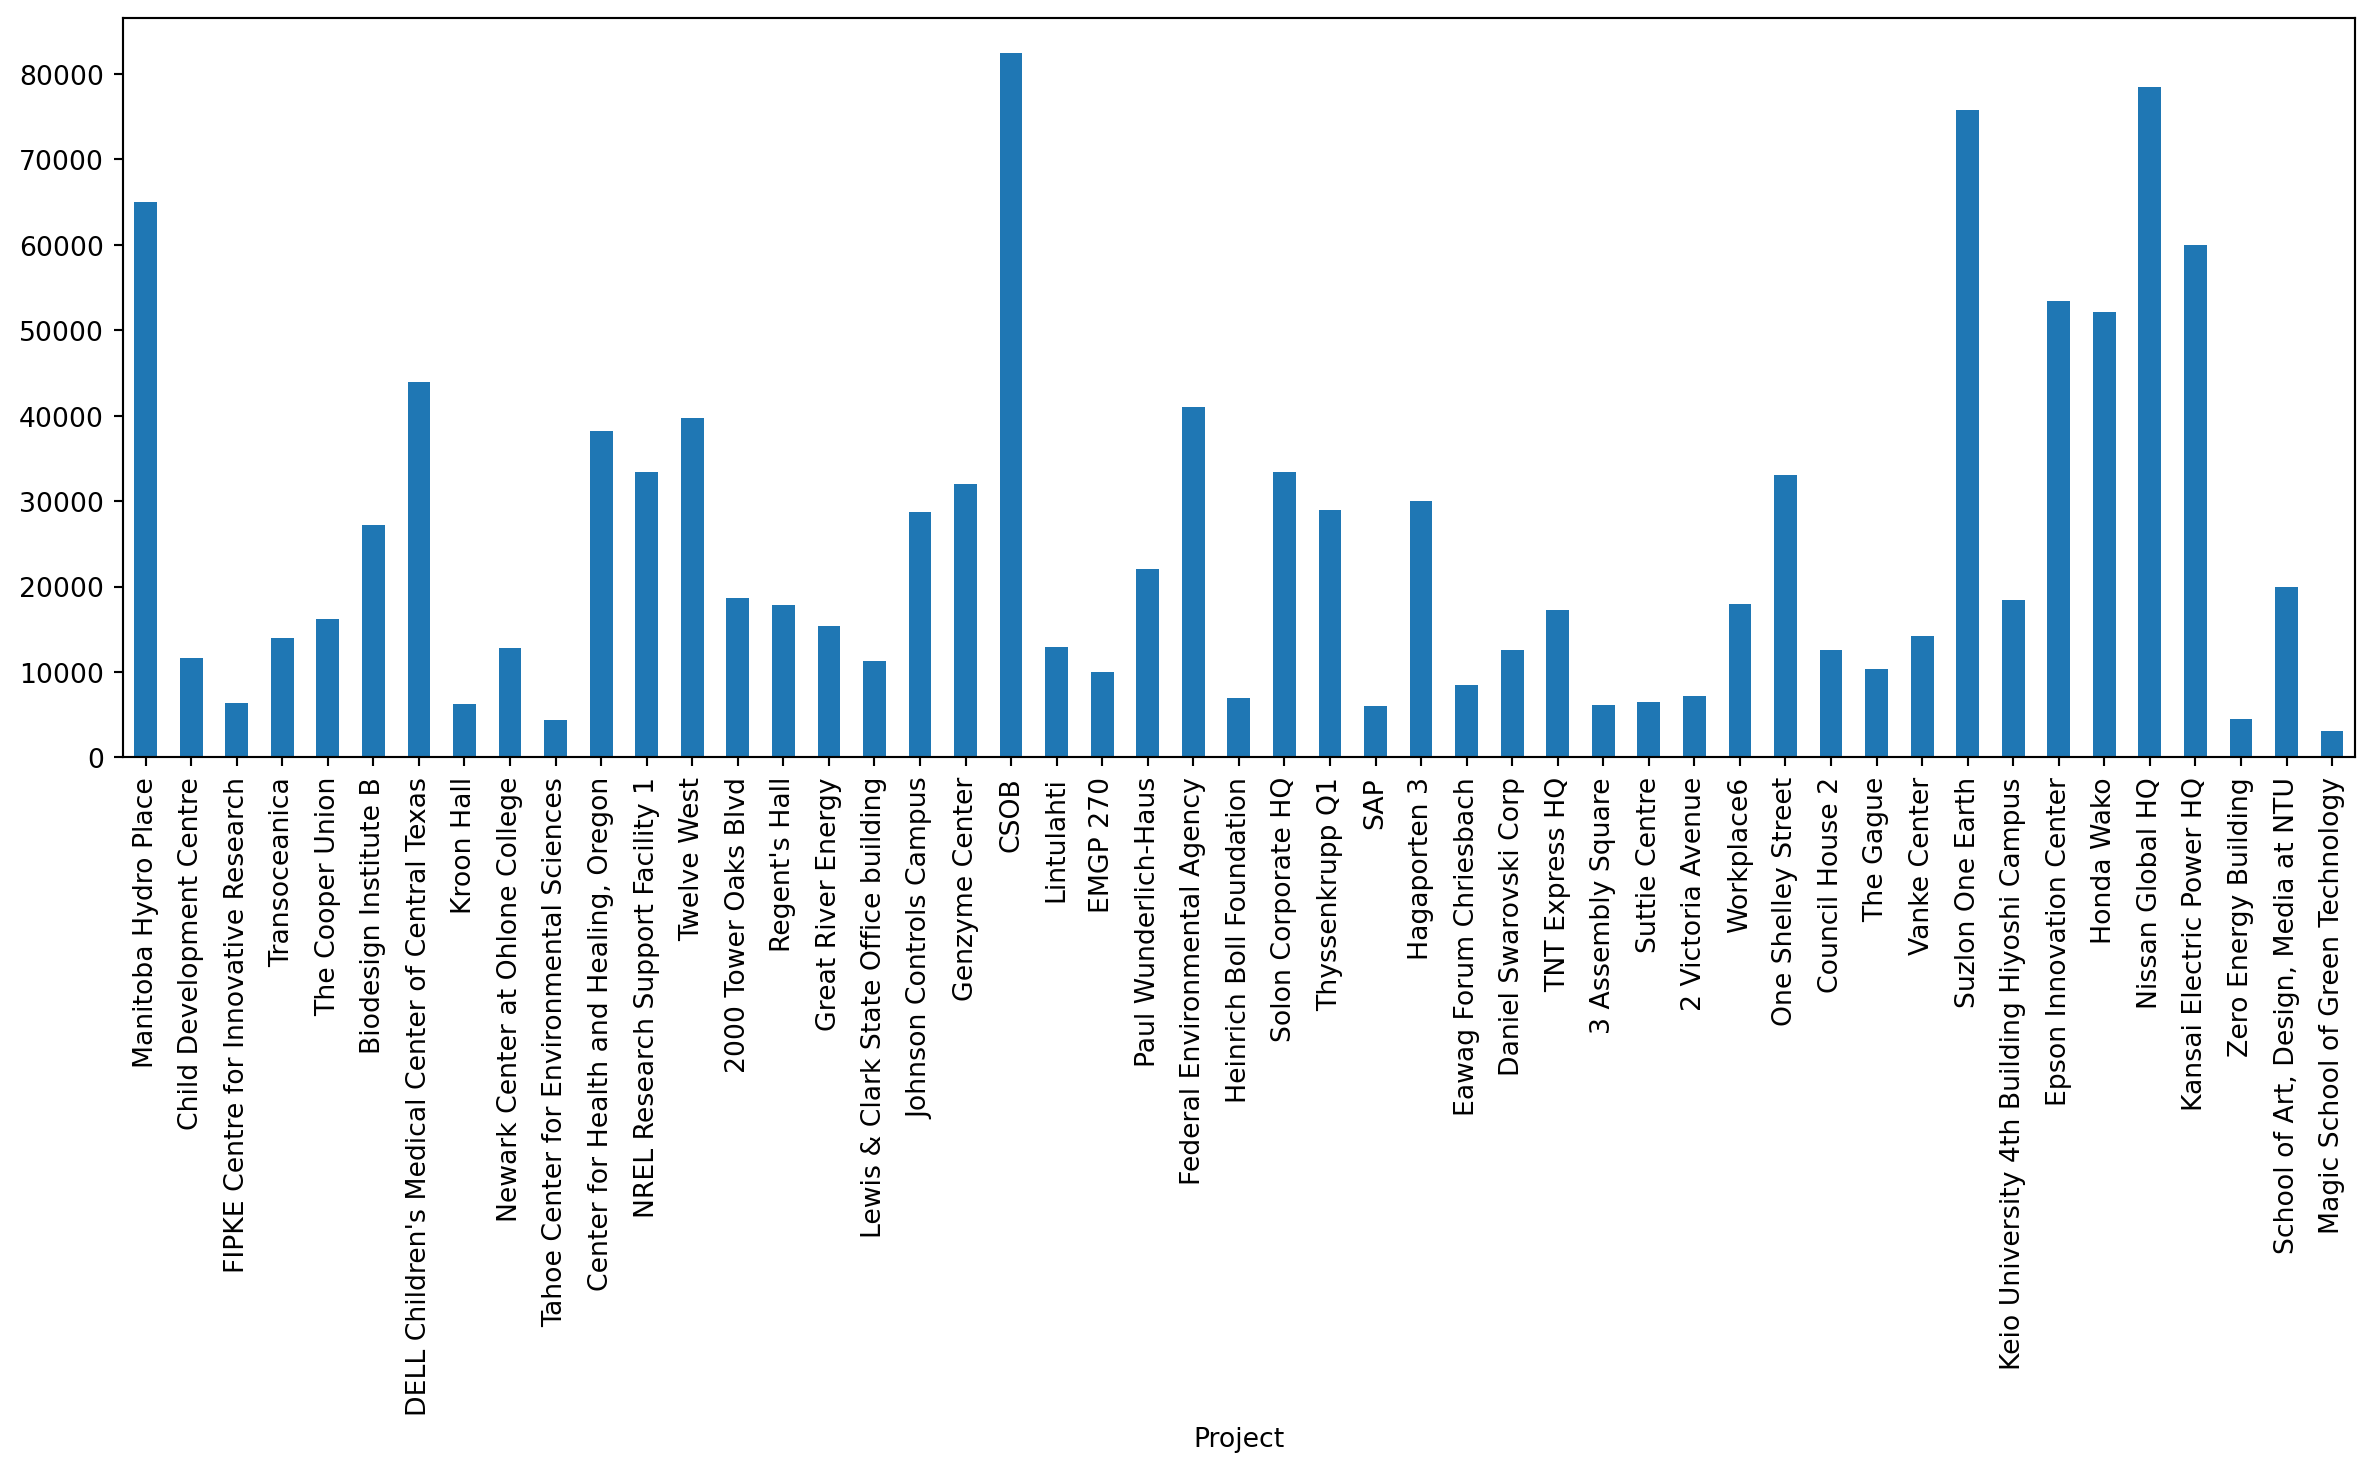 80000
70000
60000
50000
40000
30000
20000
10000
0
Manitoba Hydro Place
Child Development Centre
FIPKE Centre for Innovative Research
Transoceanica
The Cooper Union
Biodesign Institute B
DELL Children's Medical Center of Central Texas
Kroon Hall
Newark Center at Ohlone College
Tahoe Center for Environmental Sciences
Center for Health and Healing, Oregon
NREL Research Support Facility 1
Twelve West
2000 Tower Oaks Blvd
Regent's Hall
Great River Energy
Lewis & Clark State Office building
Johnson Controls Campus
Genzyme Center
CSOB
Lintulahti
EMGP 270
Paul Wunderlich-Haus
Federal Environmental Agency
Heinrich Boll Foundation
Solon Corporate HQ
Thyssenkrupp Q1
SAP
Hagaporten 3
Eawag Forum Chriesbach
Daniel Swarovski Corp
TNT Express HQ
3 Assembly Square
Suttie Centre
2 Victoria Avenue
Workplace6
One Shelley Street
Council House 2
The Gague
Vanke Center
Suzlon One Earth
Keio University 4th Building Hiyoshi Campus
Epson Innovation Center
Honda Wako
Nissan Global HQ
Kansai Electric Power HQ
Zero Energy Building
School of Art, Design, Media at NTU
Magic School of Green Technology
Project